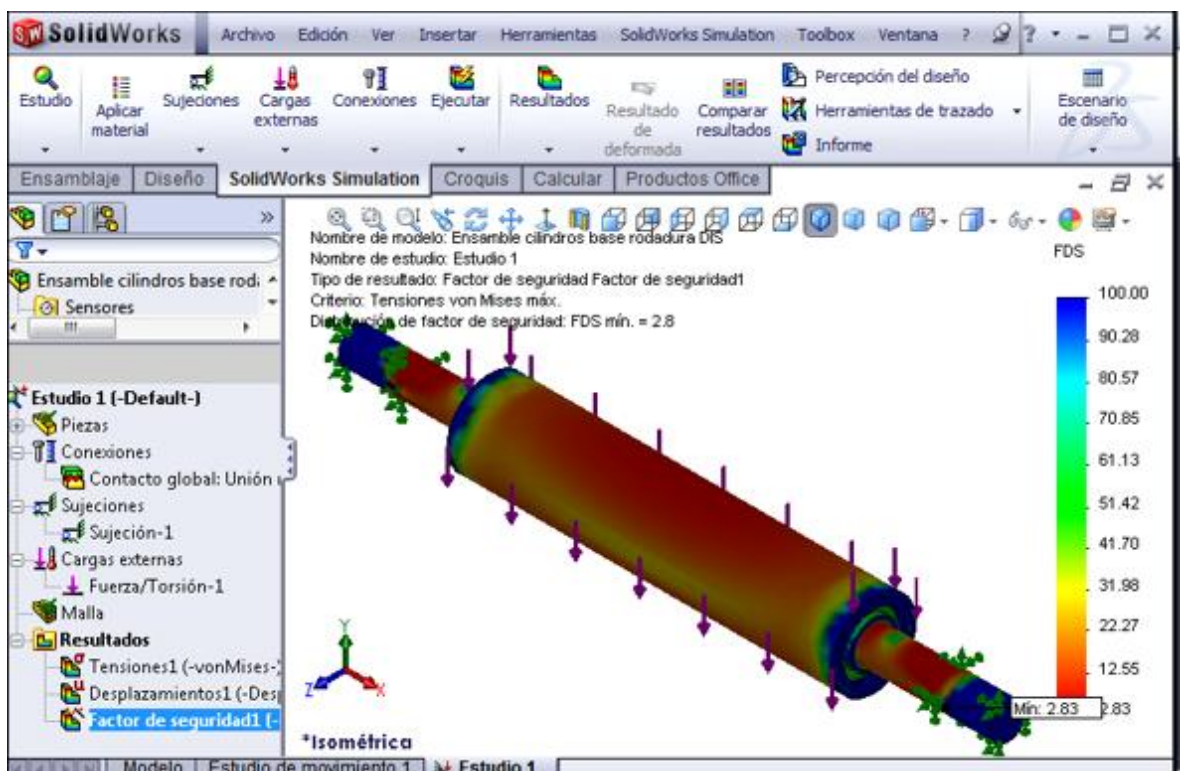 SolidWorks Archivo Edición Ver Insertar Herramientas SolidWorks Simulation Toolbox Ventana ? ?
Estudio
Aplicar material
Sujeciones
Cargas externas
Conexiones
Ejecutar
Resultados
Resultado de deformada
Comparar resultados
Percepción del diseño
Herramientas de trazado
Informe
Escenario de diseño
Ensamblaje Diseño SolidWorks Simulation Croquis Calcular Productos Office
Ensamble cilindros base roda
Sensores
Estudio 1 (-Default-)
Piezas
Conexiones
Contacto global: Unión
Sujeciones
Sujeción-1
Cargas externas
Fuerza/Torsión-1
Malla
Resultados
Tensiones1 (-vonMises-)
Desplazamientos1 (-Desp
Factor de seguridad1 (-
Nombre de modelo: Ensamble cilindros base rodadura DIS
Nombre de estudio: Estudio 1
Tipo de resultado: Factor de seguridad Factor de seguridad1
Criterio: Tensiones von Mises máx.
Distribución de factor de seguridad: FDS mín. = 2.8
FDS
100.00
90.28
80.57
70.85
61.13
51.42
41.70
31.98
22.27
12.55
2.83
Mín: 2.83
Y
Z
X
*Isométrica
Modelo Estudio de movimiento 1 Estudio 1